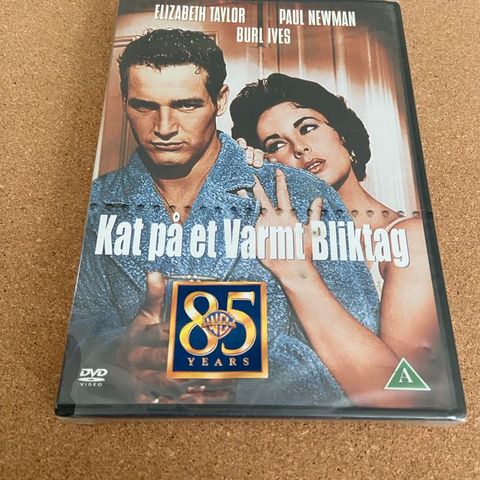 ELIZABETH TAYLOR PAUL NEWMAN
BURL IVES
Kat på et Varmt Bliktag
85
WB
YEARS
DVD
VIDEO
A